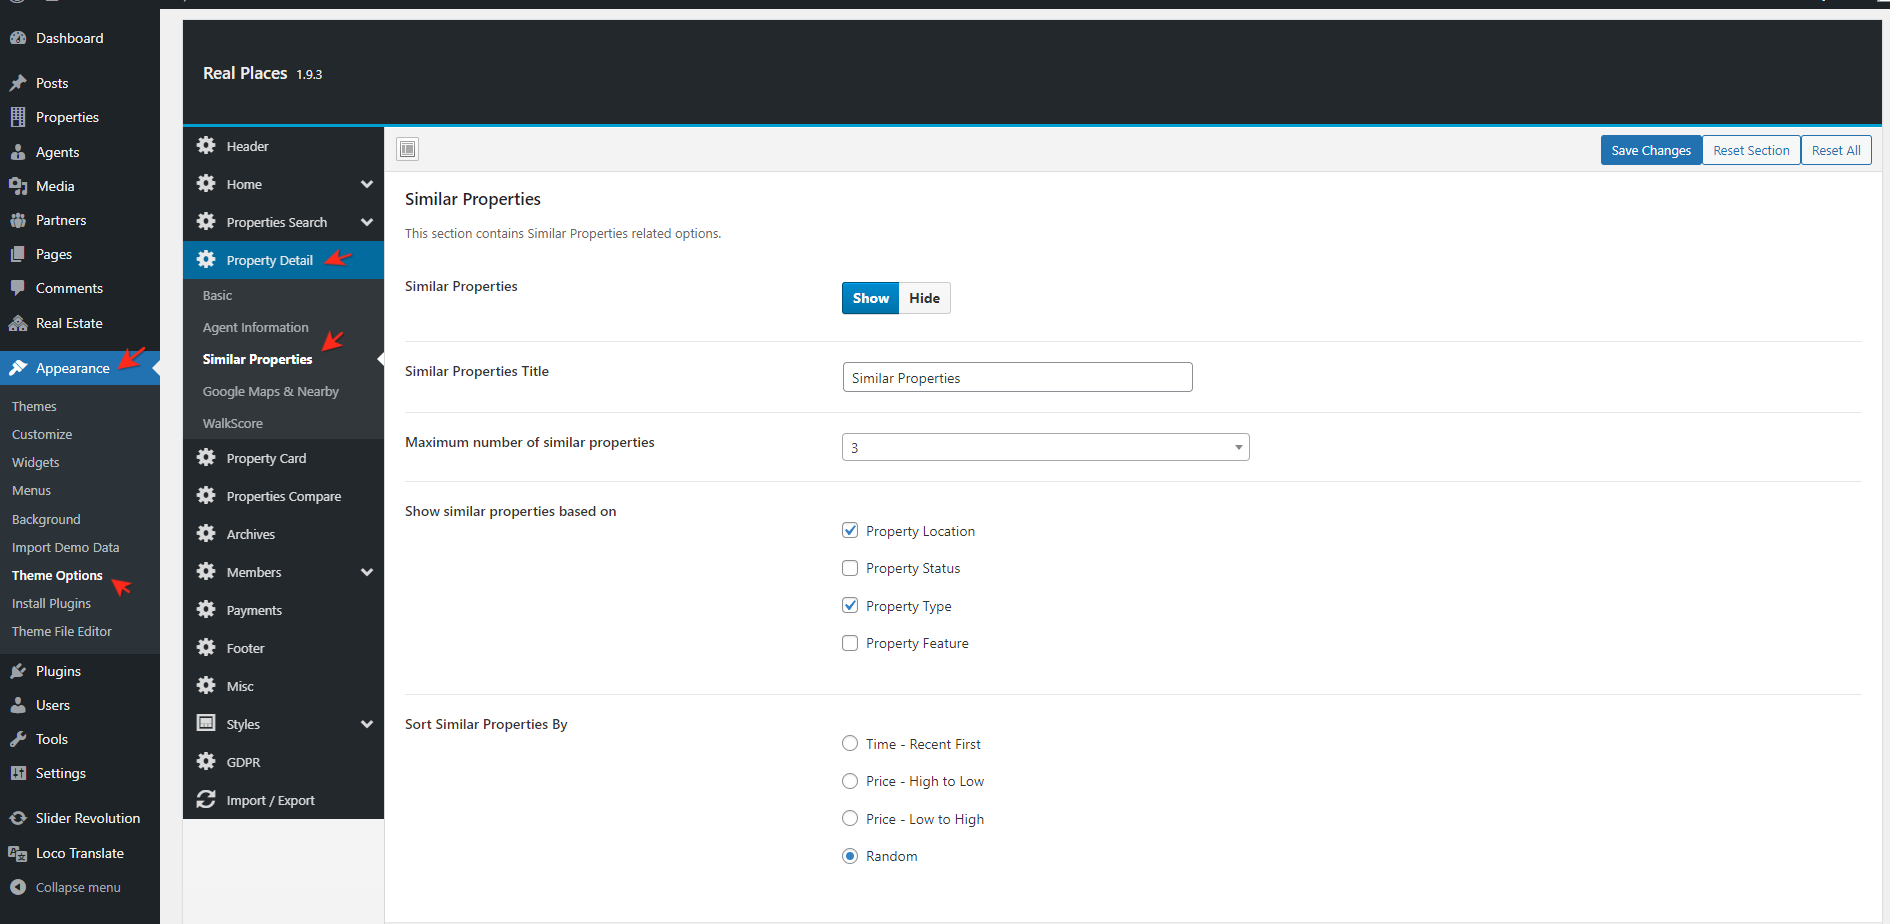 Dashboard
Posts
Properties
Agents
Media
Partners
Pages
Comments
Real Estate
Appearance
Themes
Customize
Widgets
Menus
Background
Import Demo Data
Theme Options
Install Plugins
Theme File Editor
Plugins
Users
Tools
Settings
Slider Revolution
Loco Translate
Collapse menu
Real Places 1.9.3
Header
Home
Properties Search
Property Detail
Basic
Agent Information
Similar Properties
Google Maps & Nearby
WalkScore
Property Card
Properties Compare
Archives
Members
Payments
Footer
Misc
Styles
GDPR
Import / Export
Save Changes Reset Section Reset All
Similar Properties
This section contains Similar Properties related options.
Similar Properties
Show Hide
Similar Properties Title
Similar Properties
Maximum number of similar properties
3
Show similar properties based on
Property Location
Property Status
Property Type
Property Feature
Sort Similar Properties By
Time - Recent First
Price - High to Low
Price - Low to High
Random